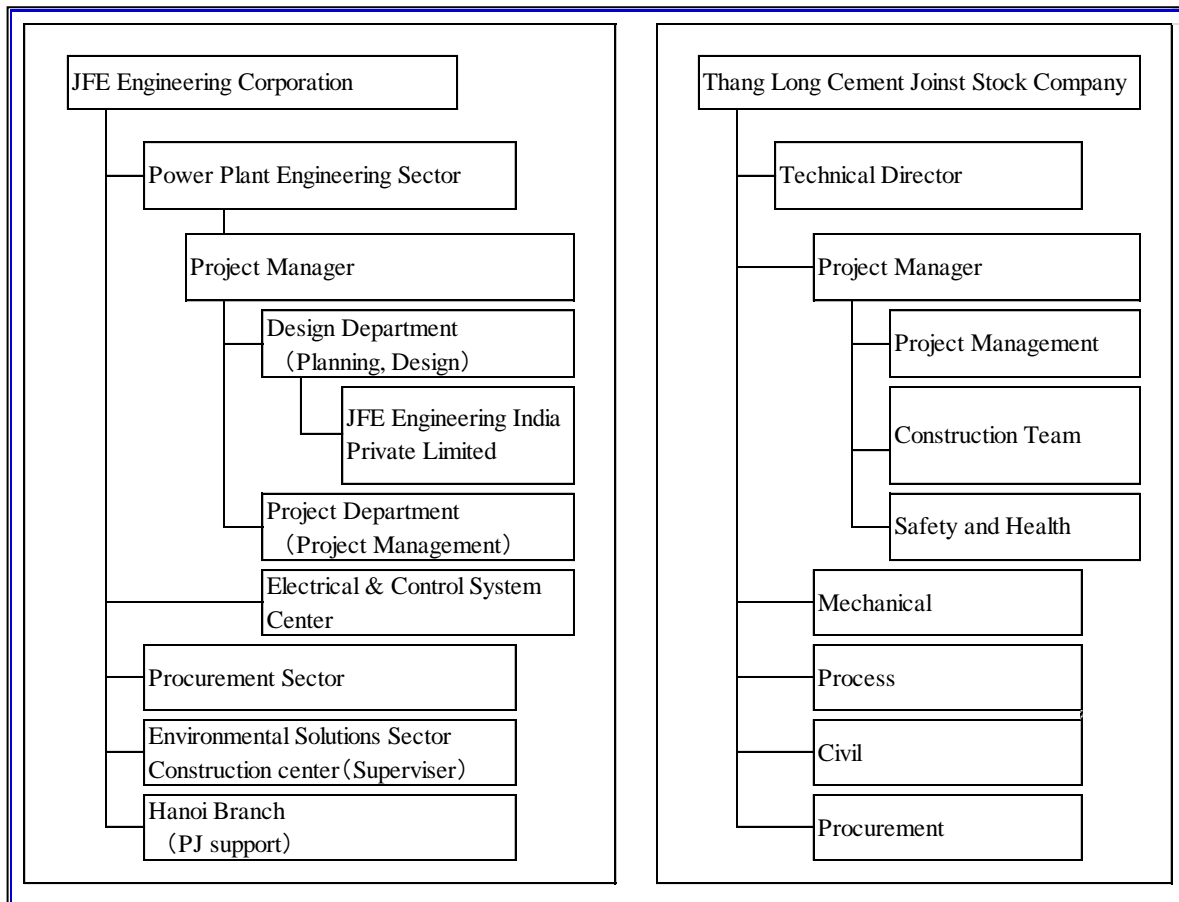 JFE Engineering Corporation
Power Plant Engineering Sector
Project Manager
Design Department
（Planning, Design）
JFE Engineering India
Private Limited
Project Department
（Project Management）
Electrical & Control System
Center
Procurement Sector
Environmental Solutions Sector
Construction center（Superviser）
Hanoi Branch
（PJ support）
Thang Long Cement Joinst Stock Company
Technical Director
Project Manager
Project Management
Construction Team
Safety and Health
Mechanical
Process
Civil
Procurement